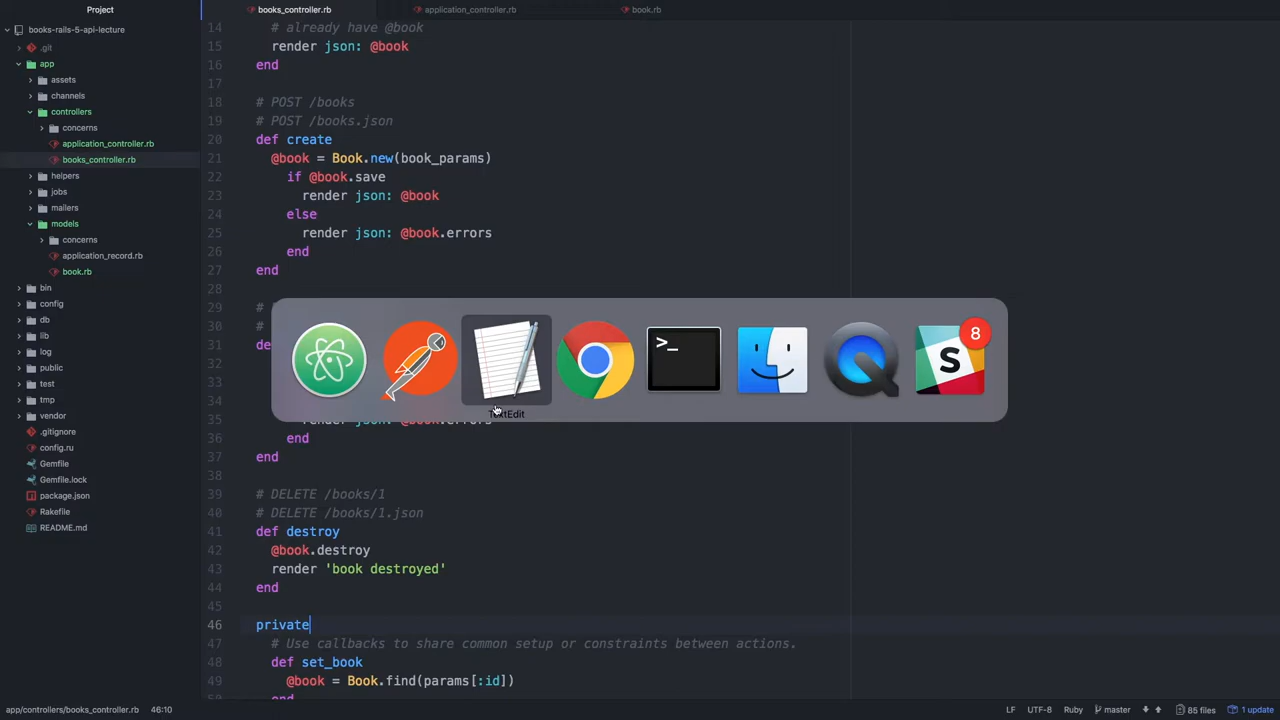 Project
books_controller.rb
application_controller.rb
book.rb
books-rails-5-api-lecture
.git
app
assets
channels
controllers
concerns
application_controller.rb
books_controller.rb
helpers
jobs
mailers
models
concerns
application_record.rb
book.rb
bin
config
db
lib
log
public
test
tmp
vendor
.gitignore
config.ru
Gemfile
Gemfile.lock
package.json
Rakefile
README.md
14 # already have @book
15 render json: @book
16 end
17
18 # POST /books
19 # POST /books.json
20 def create
21 @book = Book.new(book_params)
22 if @book.save
23 render json: @book
24 else
25 render json: @book.errors
26 end
27 end
28
29 #
30 #
31 de
32
33
34
35 render json: @book.errors
36 end
37 end
38
39 # DELETE /books/1
40 # DELETE /books/1.json
41 def destroy
42 @book.destroy
43 render 'book destroyed'
44 end
45
46 private
47 # Use callbacks to share common setup or constraints between actions.
48 def set_book
49 @book = Book.find(params[:id])
50 end
>_
S
8
TextEdit
app/controllers/books_controller.rb 46:10
LF UTF-8 Ruby master 85 files 1 update